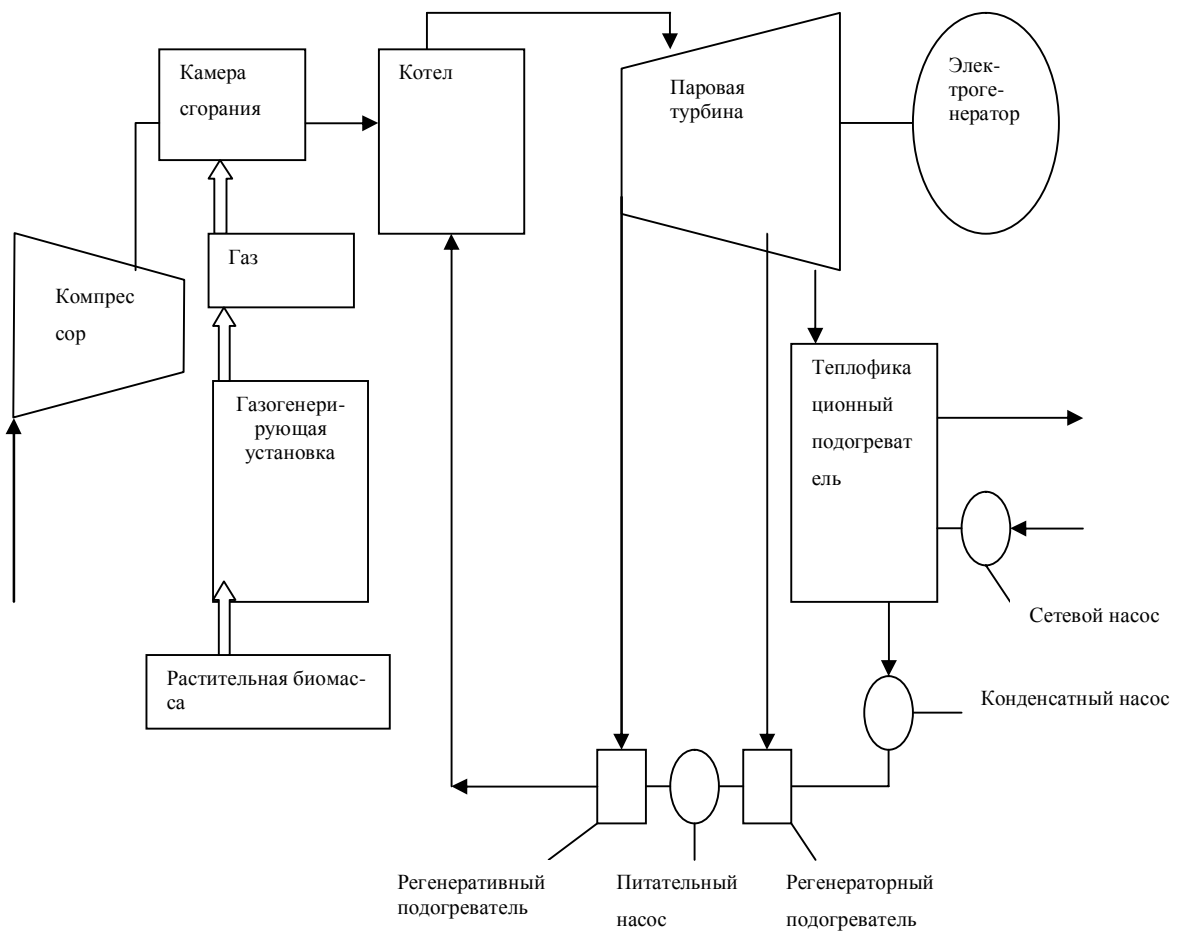 Камера
сгорания
Котел
Паровая
турбина
Элек-
трогe-
нератор
Газ
Компрес
сор
Газогенери-
рующая
установка
Теплофика
ционный
подогреват
ель
Сетевой насос
Растительная биомас-
са
Конденсатный насос
Регенеративный
подогреватель
Питательный
насос
Регенераторный
подогреватель